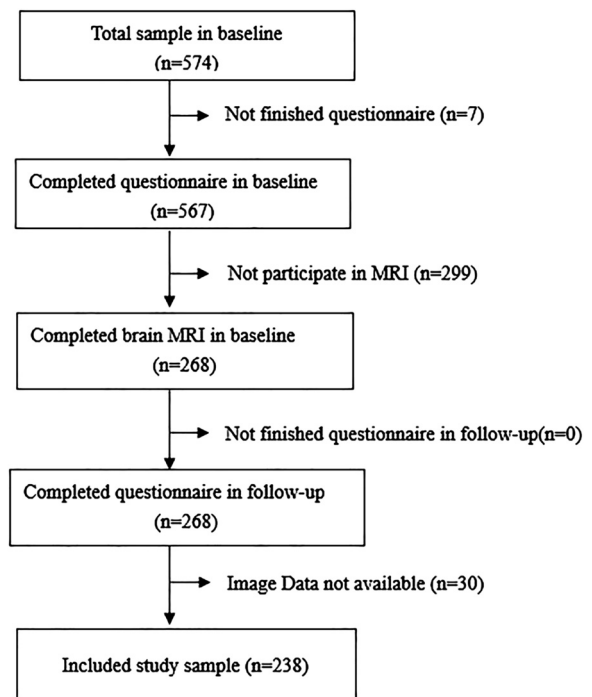 Total sample in baseline
(n=574)
Not finished questionnaire (n=7)
Completed questionnaire in baseline
(n=567)
Not participate in MRI (n=299)
Completed brain MRI in baseline
(n=268)
Not finished questionnaire in follow-up(n=0)
Completed questionnaire in follow-up
(n=268)
Image Data not available (n=30)
Included study sample (n=238)